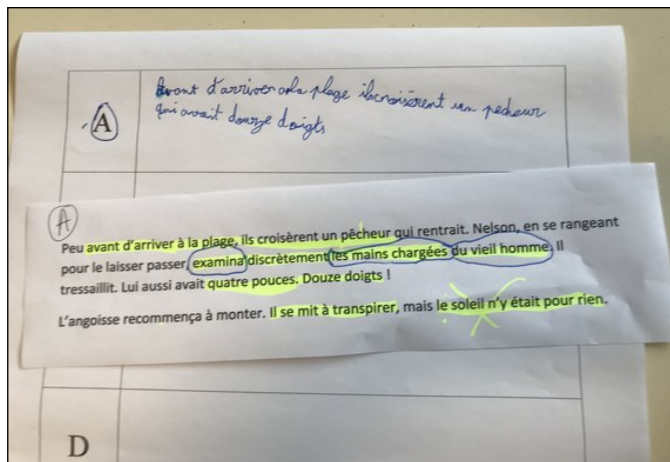 A
avant d'arriver a la plage ils croisèrent un pecheur
qui avait douze doigts
A
Peu avant d'arriver à la plage, ils croisèrent un pêcheur qui rentrait. Nelson, en se rangeant
pour le laisser passer, examina discrètement les mains chargées du vieil homme. Il
tressaillit. Lui aussi avait quatre pouces. Douze doigts !
L'angoisse recommença à monter. Il se mit à transpirer, mais le soleil n'y était pour rien.
D